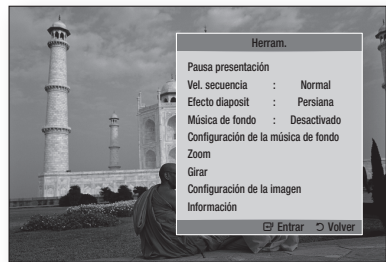 Herram.
Pausa presentación
Vel. secuencia : Normal
Efecto diaposit : Persiana
Música de fondo : Desactivado
Configuración de la música de fondo
Zoom
Girar
Configuración de la imagen
Información
Entrar Volver